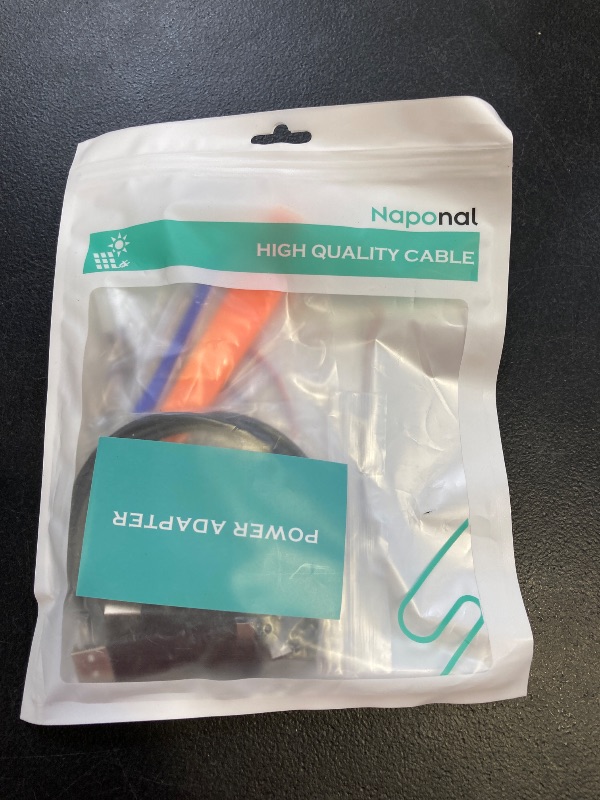 Naponal
HIGH QUALITY CABLE
POWER ADAPTER